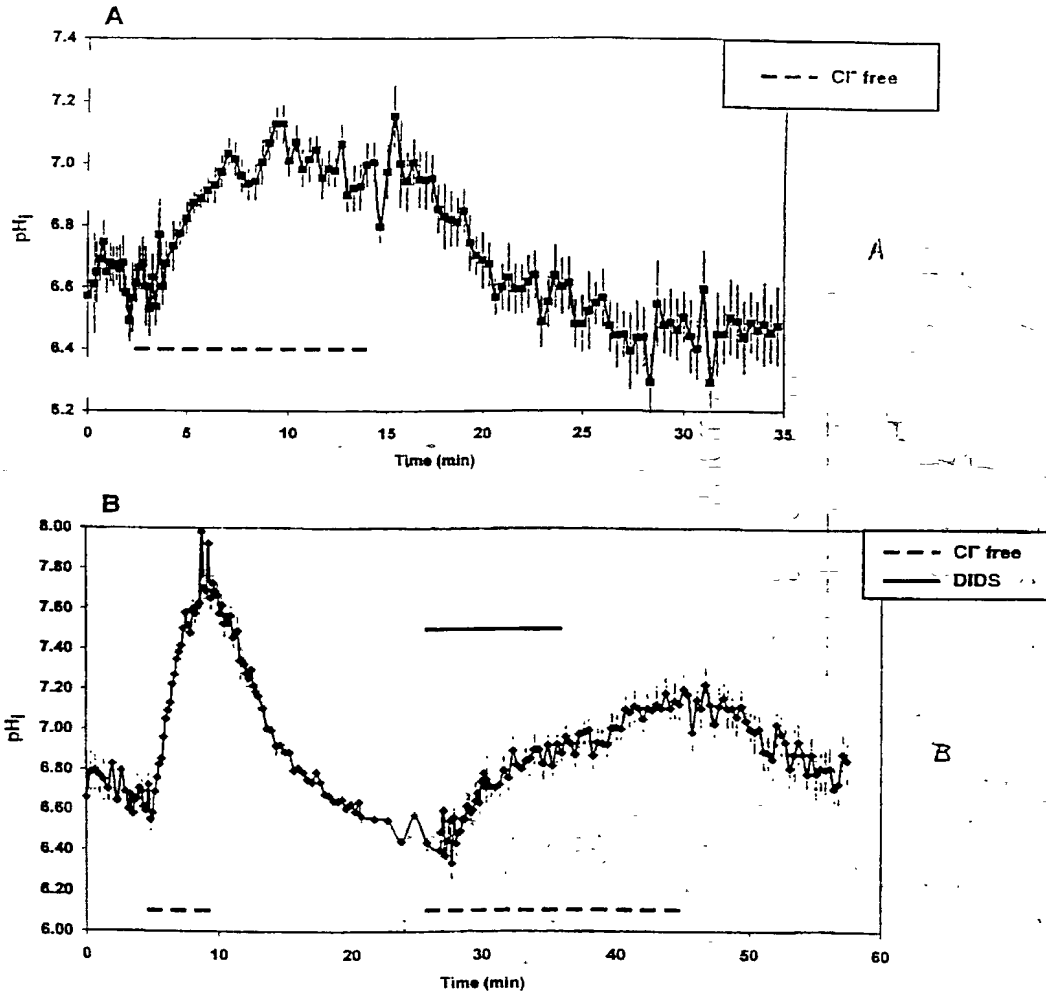 A
7.4
7.2
7.0
6.8
6.6
6.4
6.2
pHi
0 5 10 15 20 25 30 35
Time (min)
Cl⁻ free
A
B
8.00
7.80
7.60
7.40
7.20
7.00
6.80
6.60
6.40
6.20
6.00
pHi
0 10 20 30 40 50 60
Time (min)
Cl⁻ free
DIDS
B